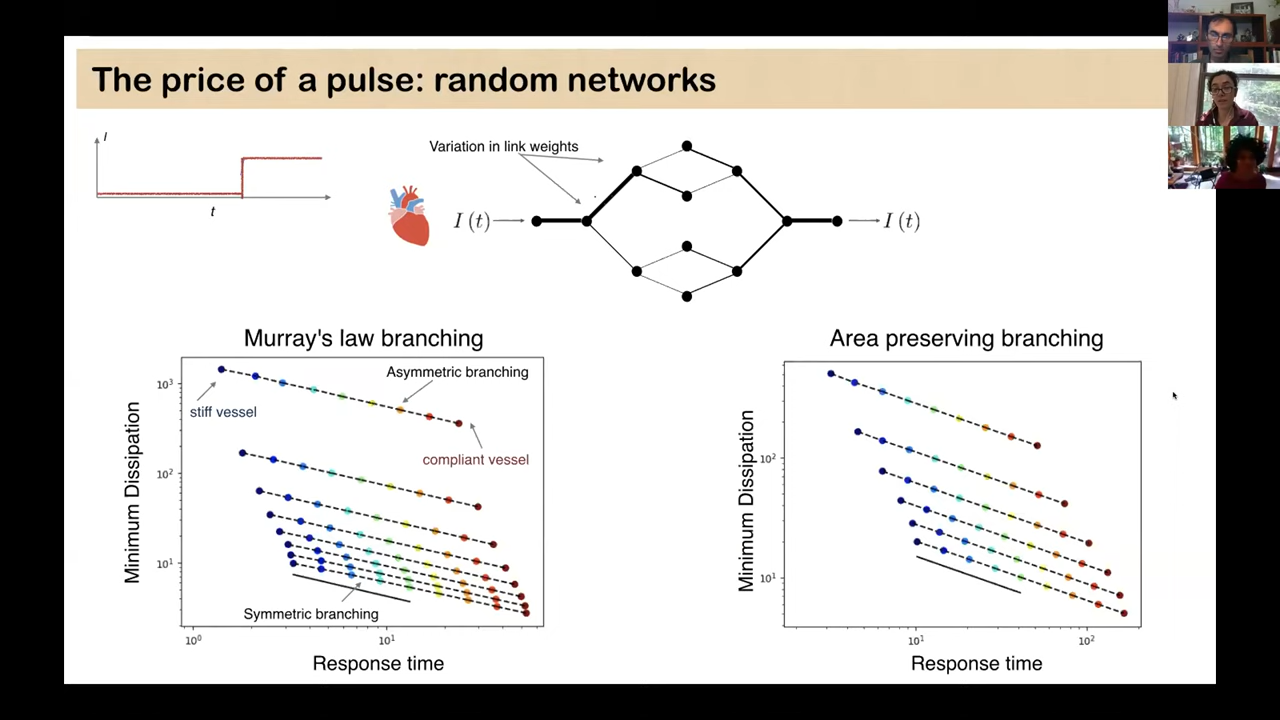 The price of a pulse: random networks
I
t
Variation in link weights
I (t)
I (t)
Murray's law branching
Minimum Dissipation
10³
10²
10¹
stiff vessel
Asymmetric branching
compliant vessel
Symmetric branching
10⁰
10¹
Response time
Area preserving branching
Minimum Dissipation
10²
10¹
10¹
10²
Response time